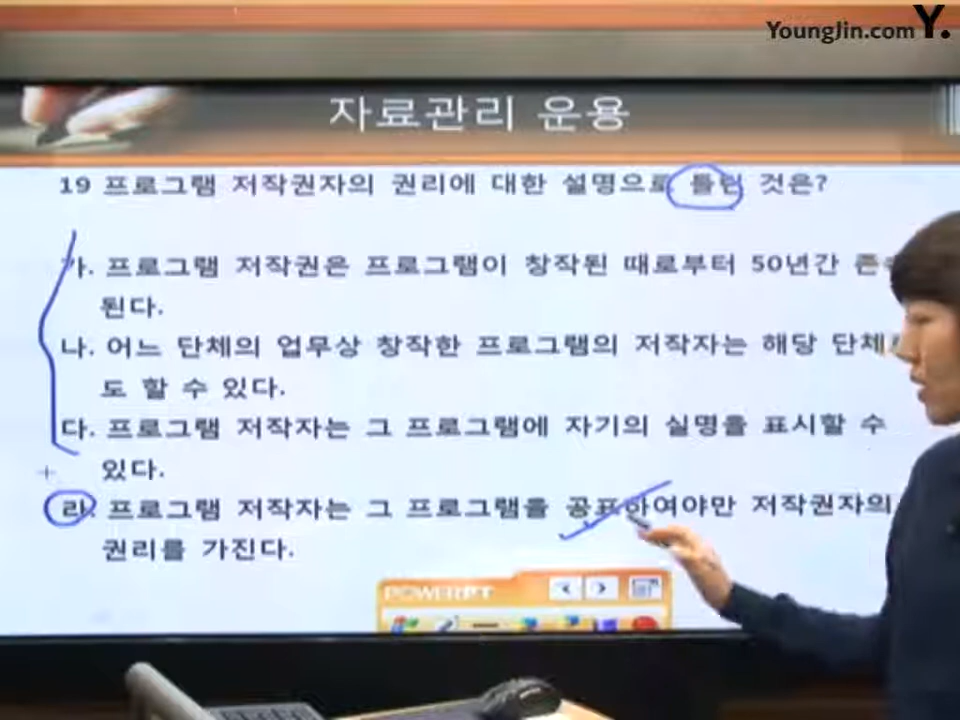 YoungJin.com Y.
자료관리 운용
19 프로그램 저작권자의 권리에 대한 설명으로 틀린 것은?
가. 프로그램 저작권은 프로그램이 창작된 때로부터 50년간 존속
된다.
나. 어느 단체의 업무상 창작한 프로그램의 저작자는 해당 단체
도 할 수 있다.
다. 프로그램 저작자는 그 프로그램에 자기의 실명을 표시할 수
있다.
라. 프로그램 저작자는 그 프로그램을 공표하여야만 저작권자의
권리를 가진다.
POWERPT